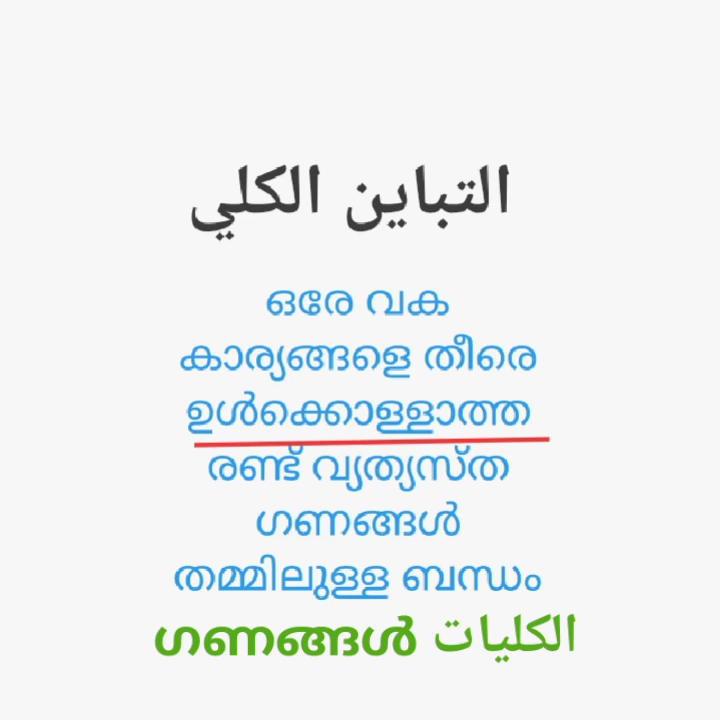 التباين الكلي
ഒരേ വക
കാര്യങ്ങളെ തീരെ
ഉൾക്കൊള്ളാത്ത
രണ്ട് വ്യത്യസ്ത
ഗണങ്ങൾ
തമ്മിലുള്ള ബന്ധം
ഗണങ്ങൾ الكليات